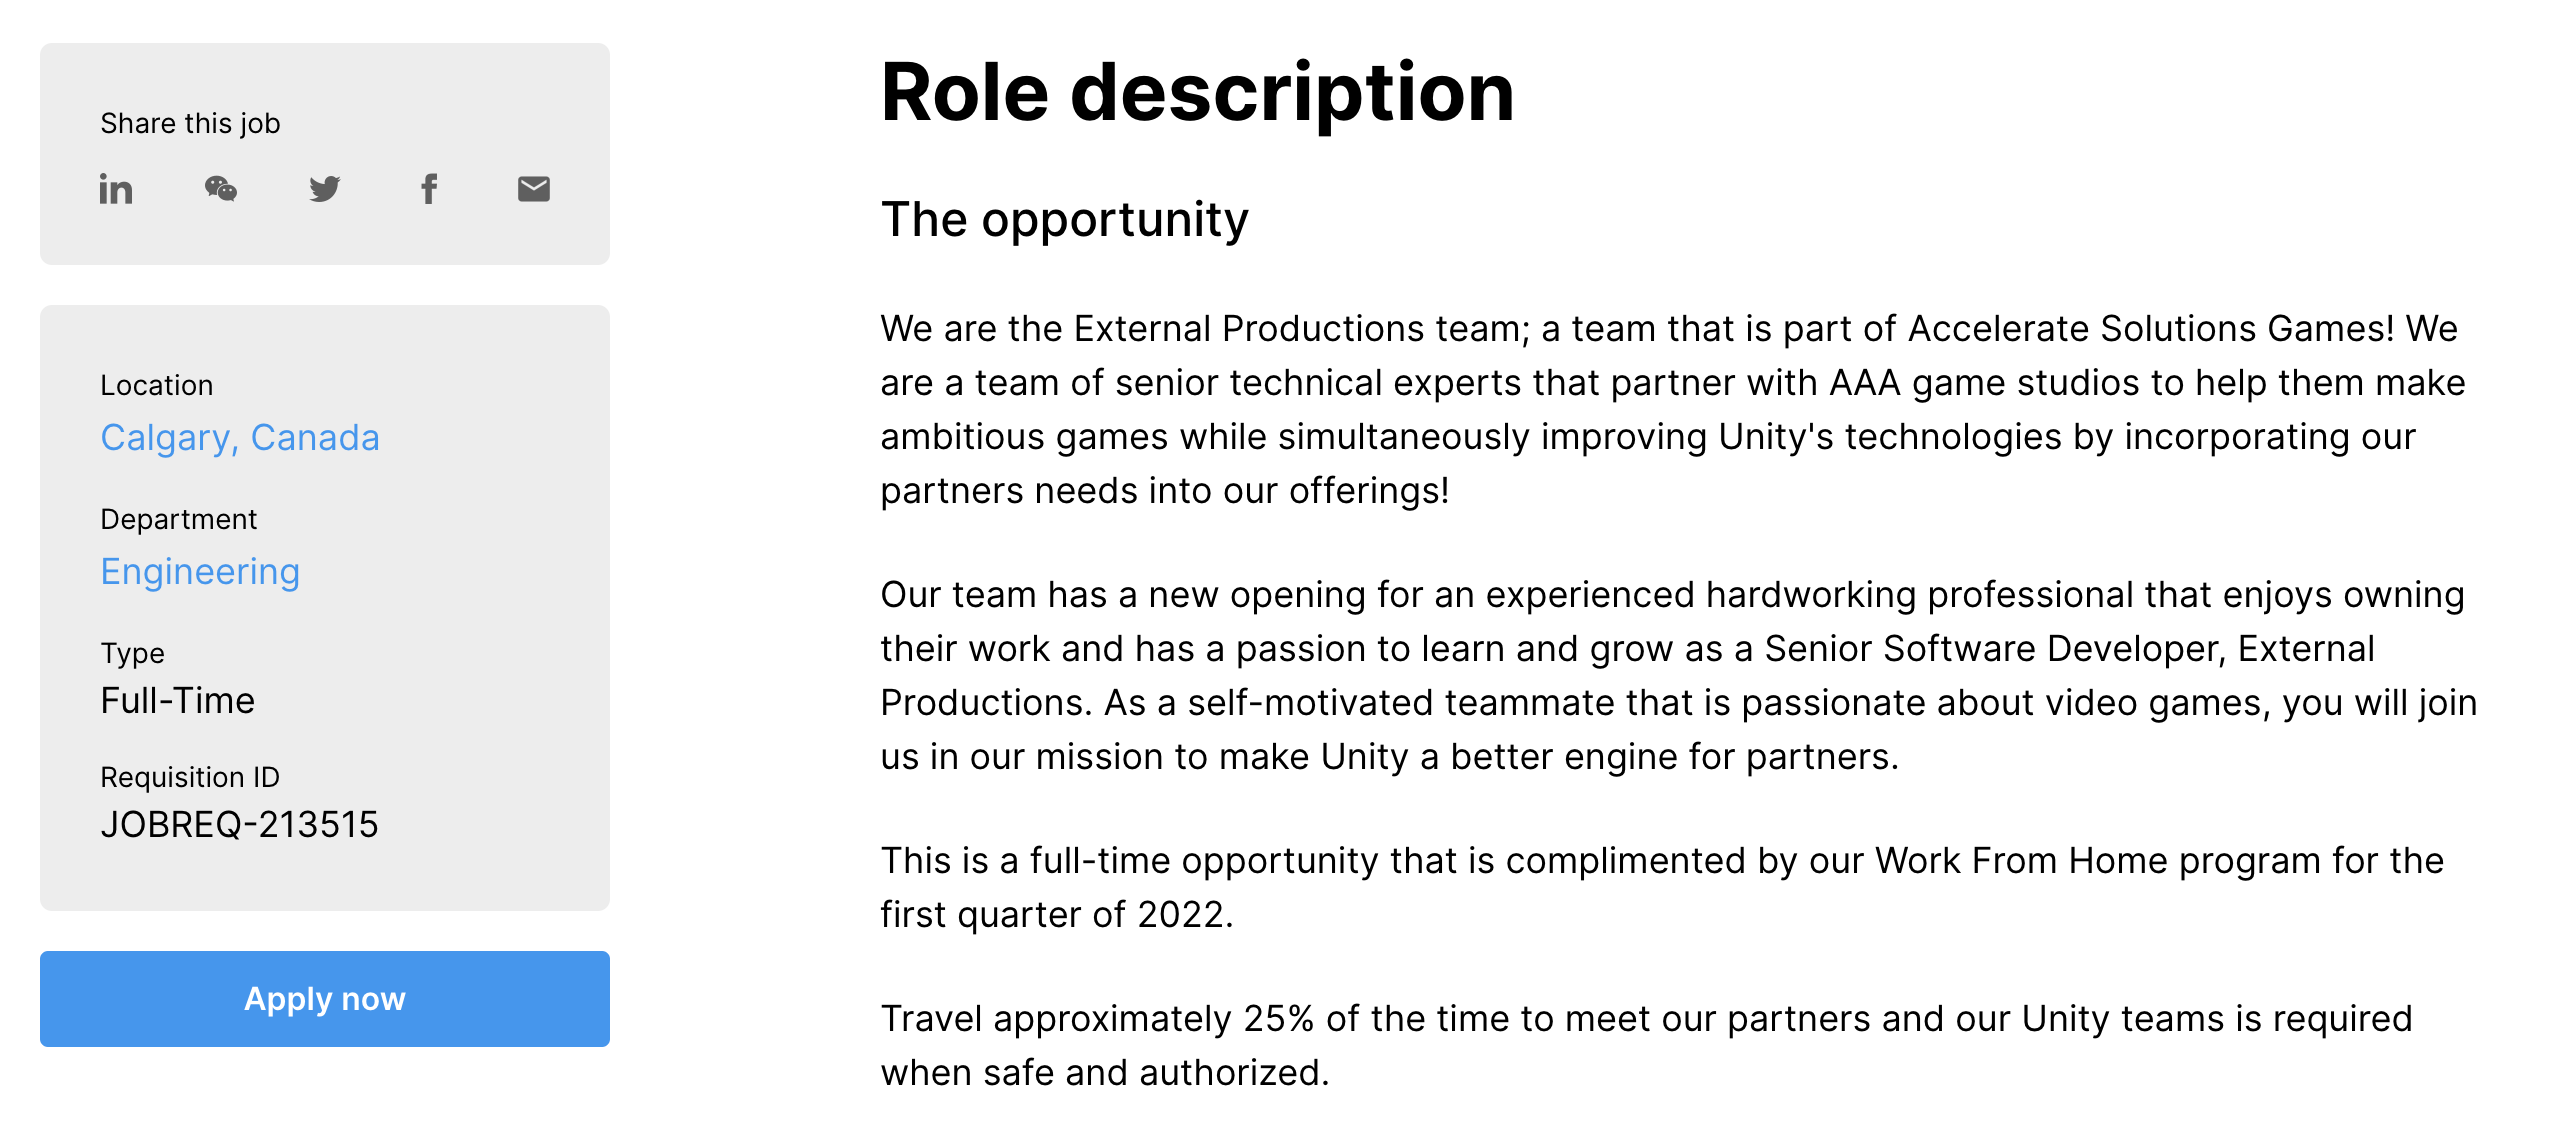 Share this job
Location
Calgary, Canada
Department
Engineering
Type
Full-Time
Requisition ID
JOBREQ-213515
Apply now
Role description
The opportunity
We are the External Productions team; a team that is part of Accelerate Solutions Games! We
are a team of senior technical experts that partner with AAA game studios to help them make
ambitious games while simultaneously improving Unity's technologies by incorporating our
partners needs into our offerings!
Our team has a new opening for an experienced hardworking professional that enjoys owning
their work and has a passion to learn and grow as a Senior Software Developer, External
Productions. As a self-motivated teammate that is passionate about video games, you will join
us in our mission to make Unity a better engine for partners.
This is a full-time opportunity that is complimented by our Work From Home program for the
first quarter of 2022.
Travel approximately 25% of the time to meet our partners and our Unity teams is required
when safe and authorized.